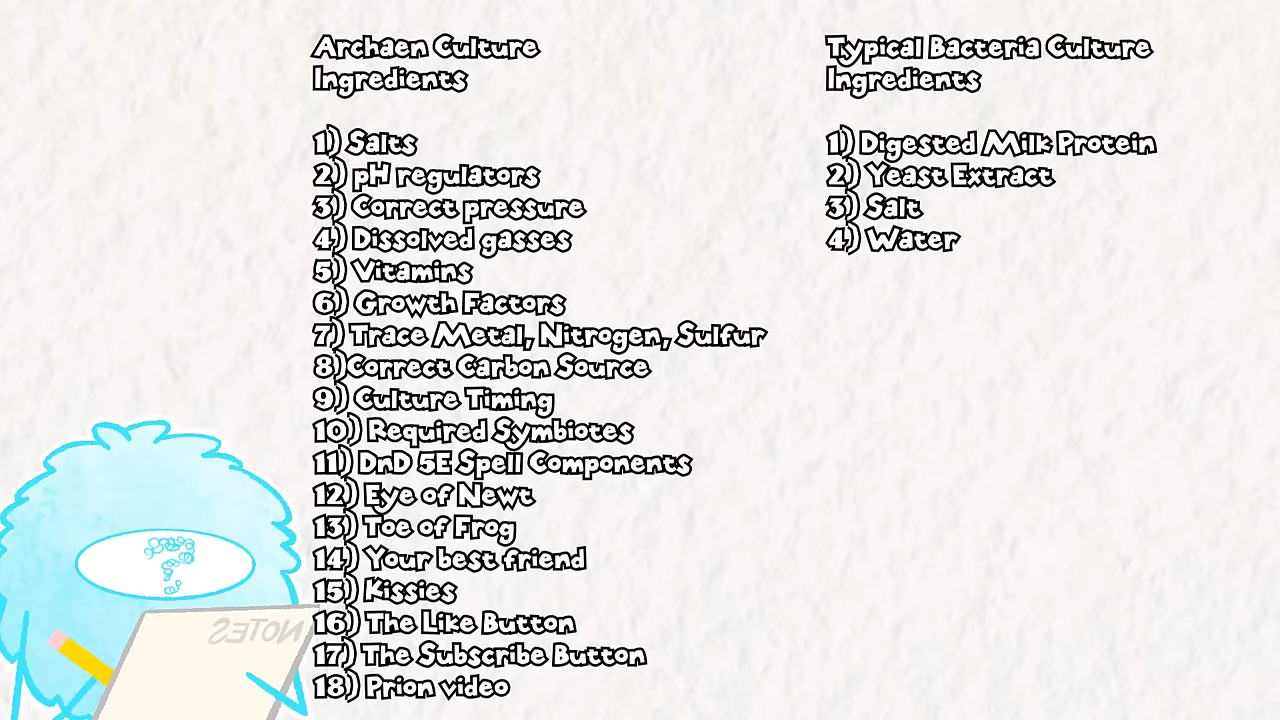 Archaen Culture
Ingredients
1) Salts
2) pH regulators
3) Correct pressure
4) Dissolved gasses
5) Vitamins
6) Growth Factors
7) Trace Metal, Nitrogen, Sulfur
8)Correct Carbon Source
9) Culture Timing
10) Required Symbiotes
11) DnD 5E Spell Components
12) Eye of Newt
13) Toe of Frog
14) Your best friend
15) Kissies
16) The Like Button
17) The Subscribe Button
18) Prion video
Typical Bacteria Culture
Ingredients
1) Digested Milk Protein
2) Yeast Extract
3) Salt
4) Water
NOTES